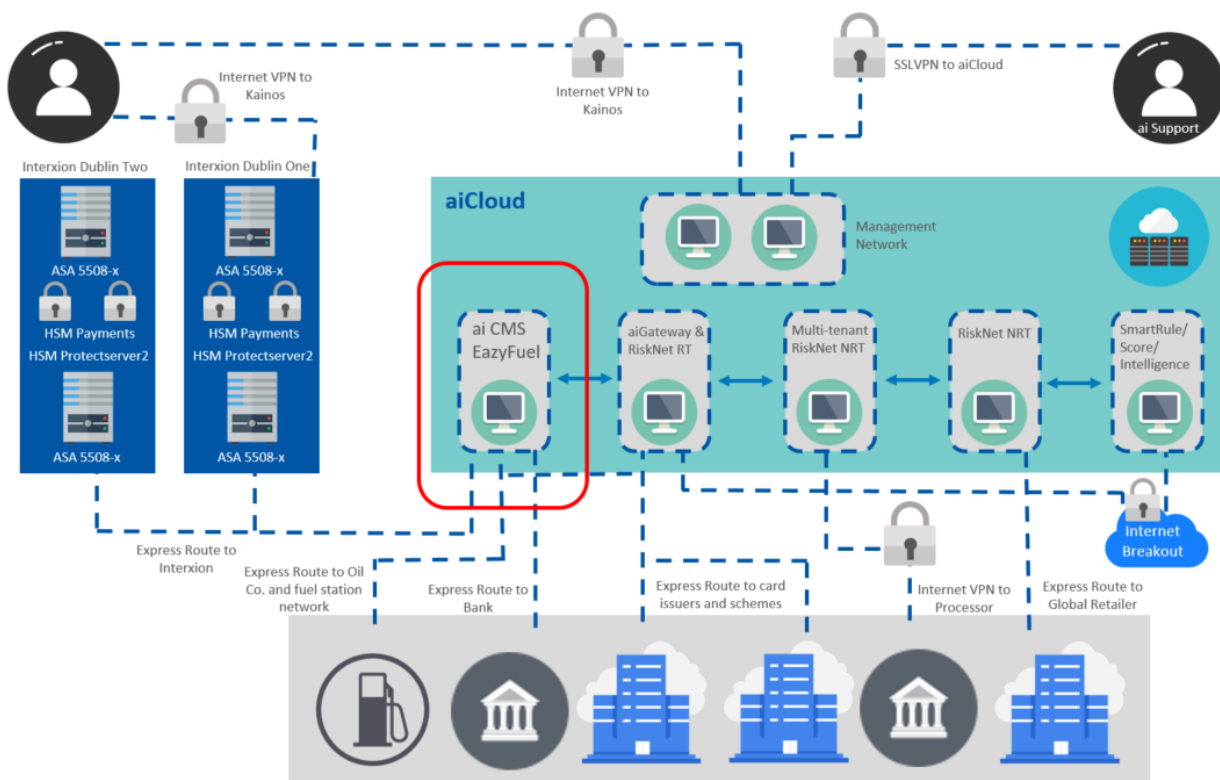 Internet VPN to
Kainos
Internet VPN to
Kainos
SSLVPN to aiCloud
ai Support
Interxion Dublin Two
Interxion Dublin One
ASA 5508-x
HSM Payments
HSM Protectserver2
ASA 5508-x
ASA 5508-x
HSM Payments
HSM Protectserver2
ASA 5508-x
aiCloud
Management
Network
ai CMS
EazyFuel
aiGateway &
RiskNet RT
Multi-tenant
RiskNet NRT
RiskNet NRT
SmartRule/
Score/
Intelligence
Internet
Breakout
Express Route to
Interxion
Express Route to Oil
Co. and fuel station
network
Express Route to
Bank
Express Route to card
issuers and schemes
Internet VPN to
Processor
Express Route to
Global Retailer